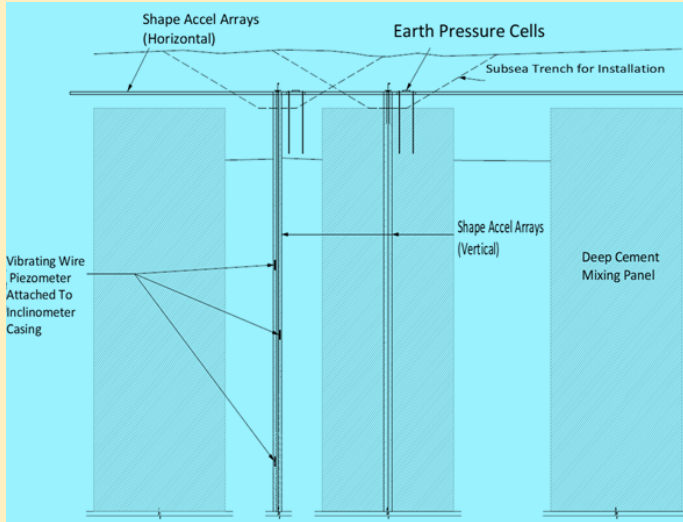 Shape Accel Arrays
(Horizontal)
Earth Pressure Cells
Subsea Trench for Installation
Shape Accel Arrays
(Vertical)
Vibrating Wire
Piezometer
Attached To
Inclinometer
Casing
Deep Cement
Mixing Panel